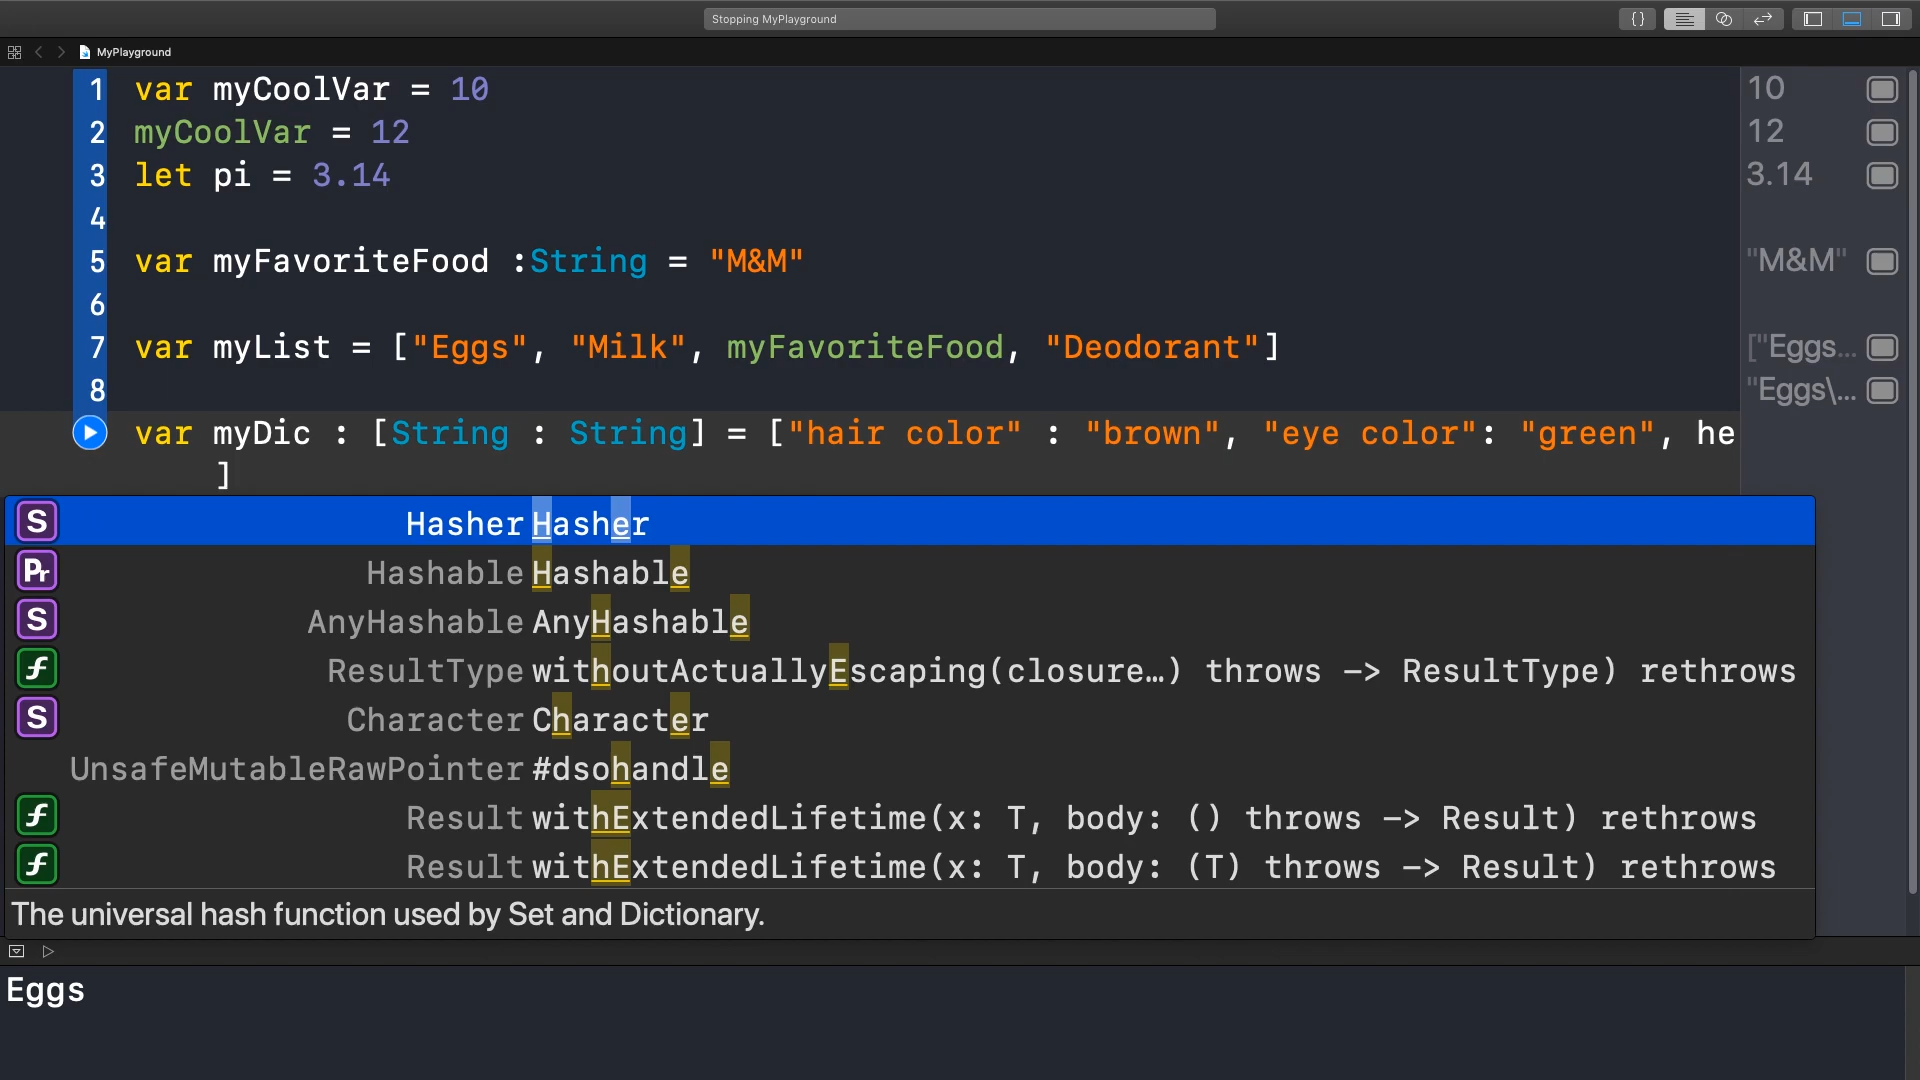 Stopping MyPlayground
{}
MyPlayground
1 var myCoolVar = 10 10
2 myCoolVar = 12 12
3 let pi = 3.14 3.14
4
5 var myFavoriteFood :String = "M&M" "M&M"
6
7 var myList = ["Eggs", "Milk", myFavoriteFood, "Deodorant"] ["Eggs...
8 "Eggs\...
var myDic : [String : String] = ["hair color" : "brown", "eye color": "green", he
]
S Hasher Hasher
Pr Hashable Hashable
S AnyHashable AnyHashable
f ResultType withoutActuallyEscaping(closure…) throws -> ResultType) rethrows
S Character Character
UnsafeMutableRawPointer #dsohandle
f Result withExtendedLifetime(x: T, body: () throws -> Result) rethrows
f Result withExtendedLifetime(x: T, body: (T) throws -> Result) rethrows
The universal hash function used by Set and Dictionary.
Eggs